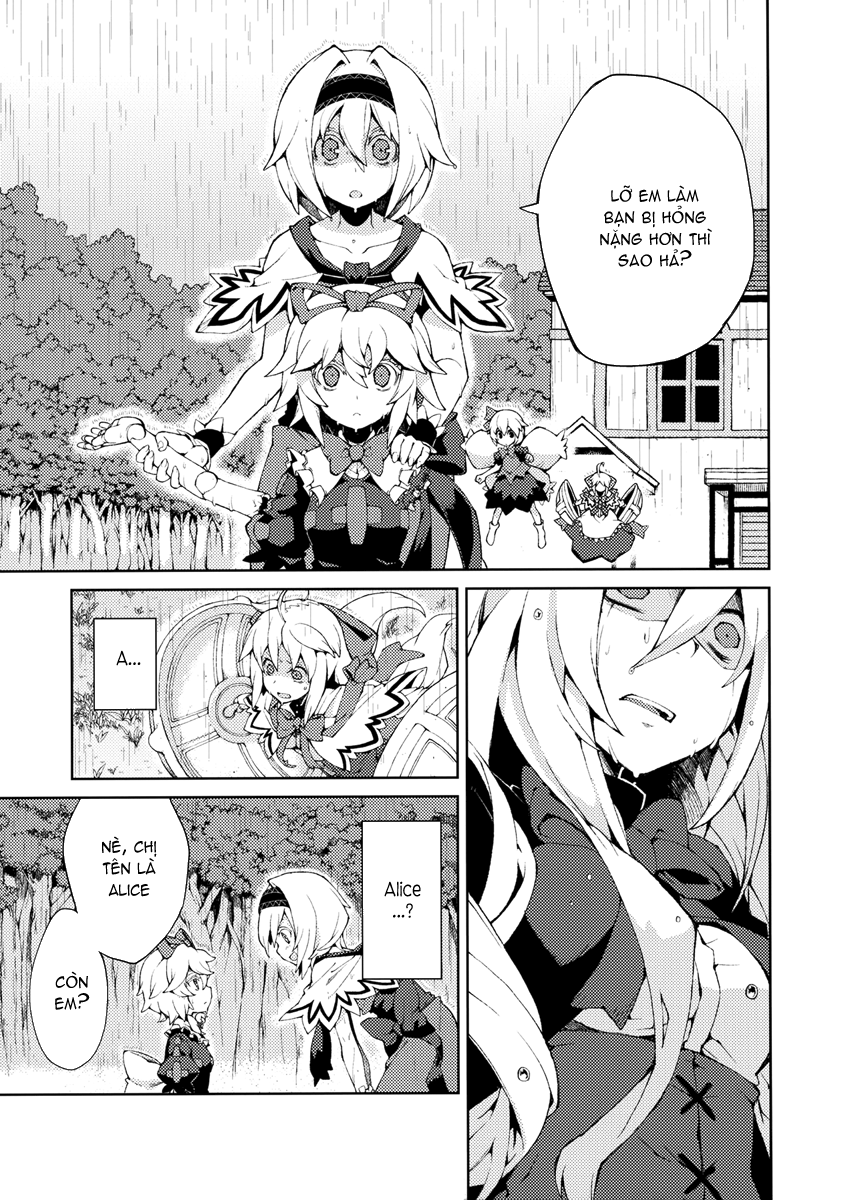 LỠ EM LÀM
BẠN BỊ HỎNG
NẶNG HƠN THÌ
SAO HẢ?
A...
Alice
...?
NÈ, CHỊ
TÊN LÀ
ALICE
CÒN
EM?